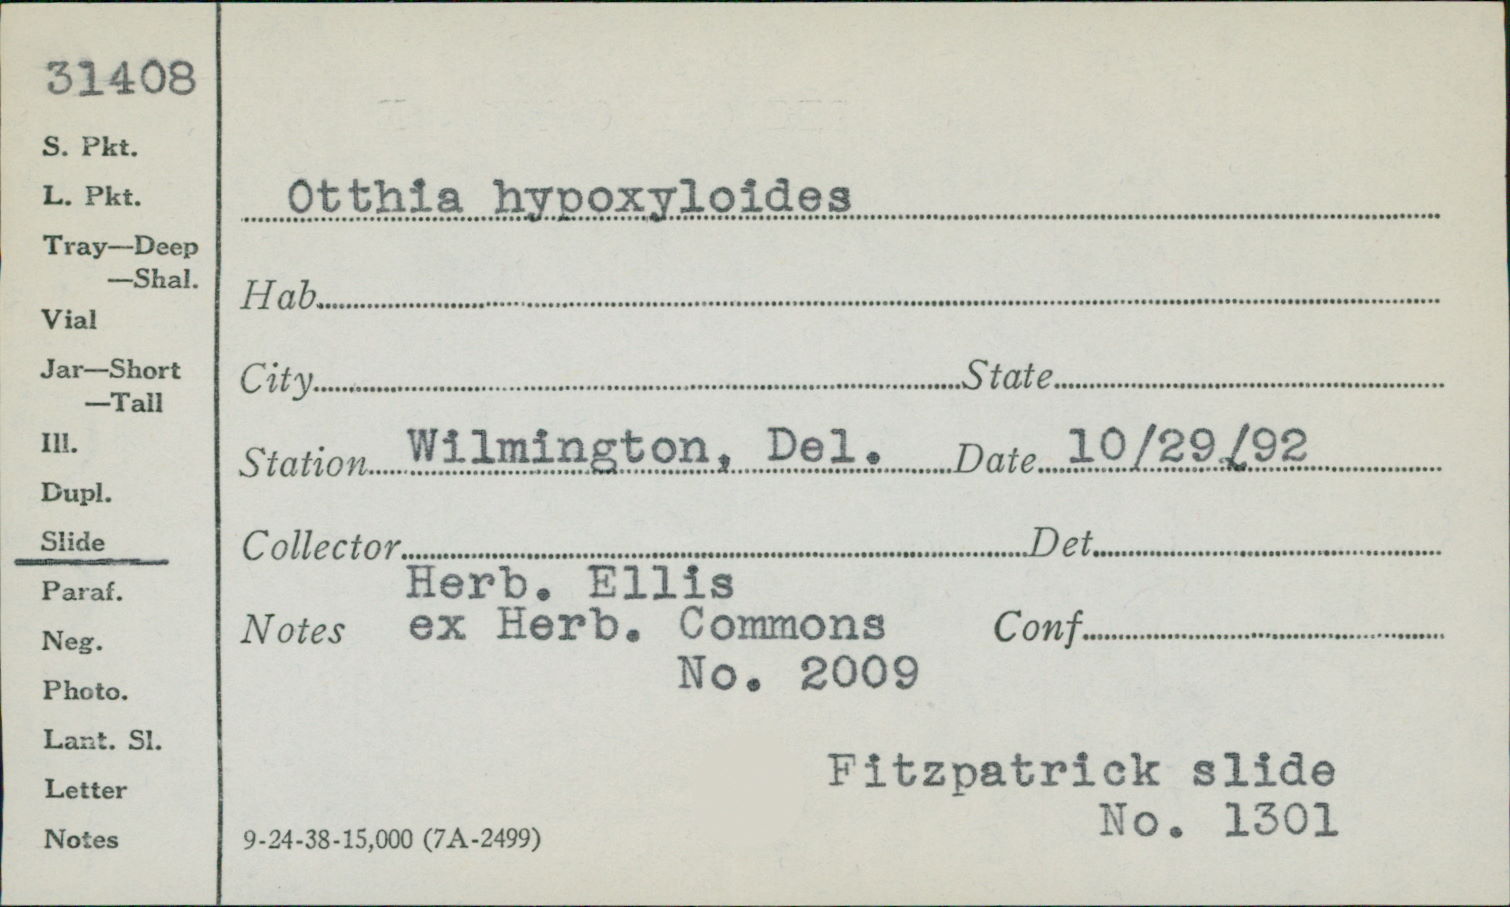 31408
S. Pkt.
L. Pkt.
Tray—Deep
—Shal.
Vial
Jar—Short
—Tall
Ill.
Dupl.
Slide
Paraf.
Neg.
Photo.
Lant. Sl.
Letter
Notes
Otthia hypoxyloides
Hab
City State
Station Wilmington, Del. Date 10/29/92
Collector Det.
Herb. Ellis
Notes ex Herb. Commons Conf.
No. 2009
Fitzpatrick slide
No. 1301
9-24-38-15,000 (7A-2499)